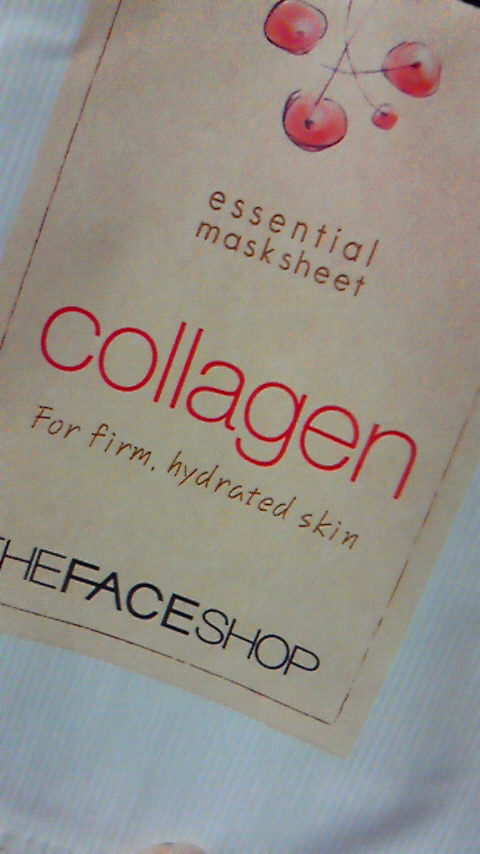 essential
masksheet
collagen
For firm, hydrated skin
THEFACESHOP